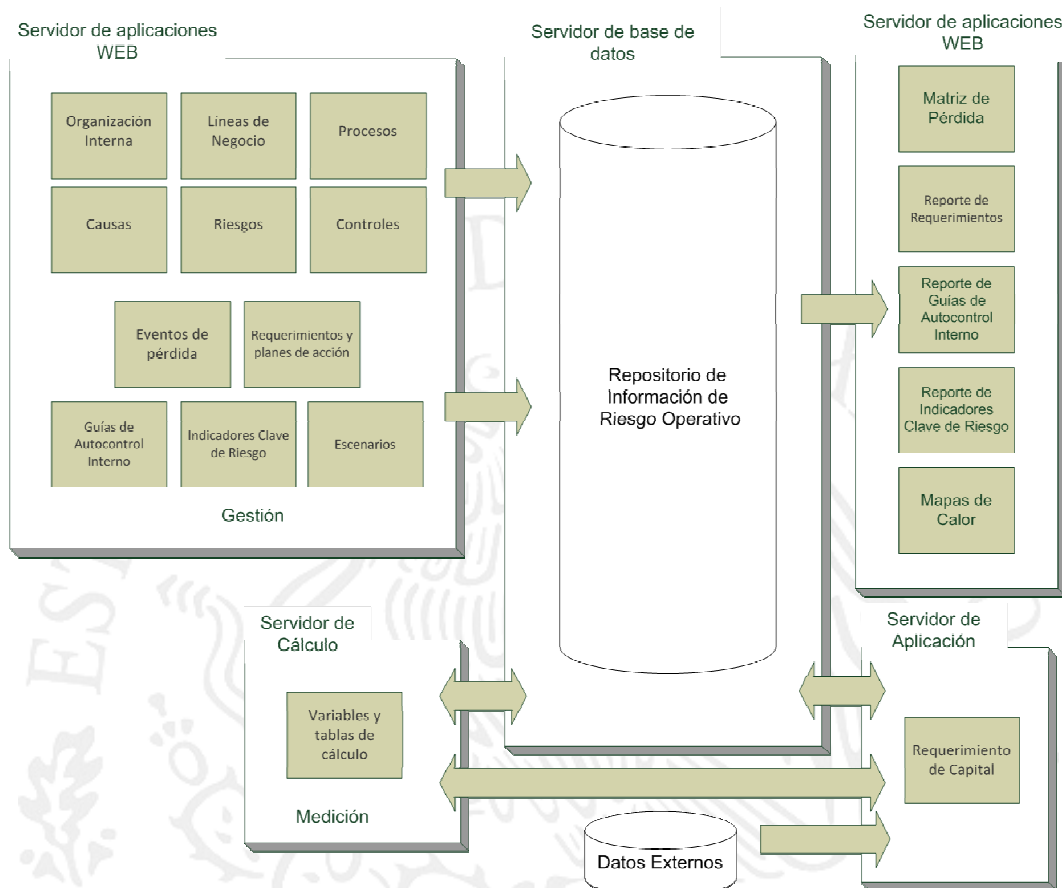 Servidor de aplicaciones
WEB
Organización
Interna
Líneas de
Negocio
Procesos
Causas
Riesgos
Controles
Eventos de
pérdida
Requerimientos y
planes de acción
Guías de
Autocontrol
Interno
Indicadores Clave
de Riesgo
Escenarios
Gestión
Servidor de base de
datos
Repositorio de
Información de
Riesgo Operativo
Servidor de aplicaciones
WEB
Matriz de
Pérdida
Reporte de
Requerimientos
Reporte de
Guías de
Autocontrol
Interno
Reporte de
Indicadores
Clave de Riesgo
Mapas de
Calor
Servidor de
Cálculo
Variables y
tablas de
cálculo
Medición
Servidor de
Aplicación
Requerimiento
de Capital
Datos Externos